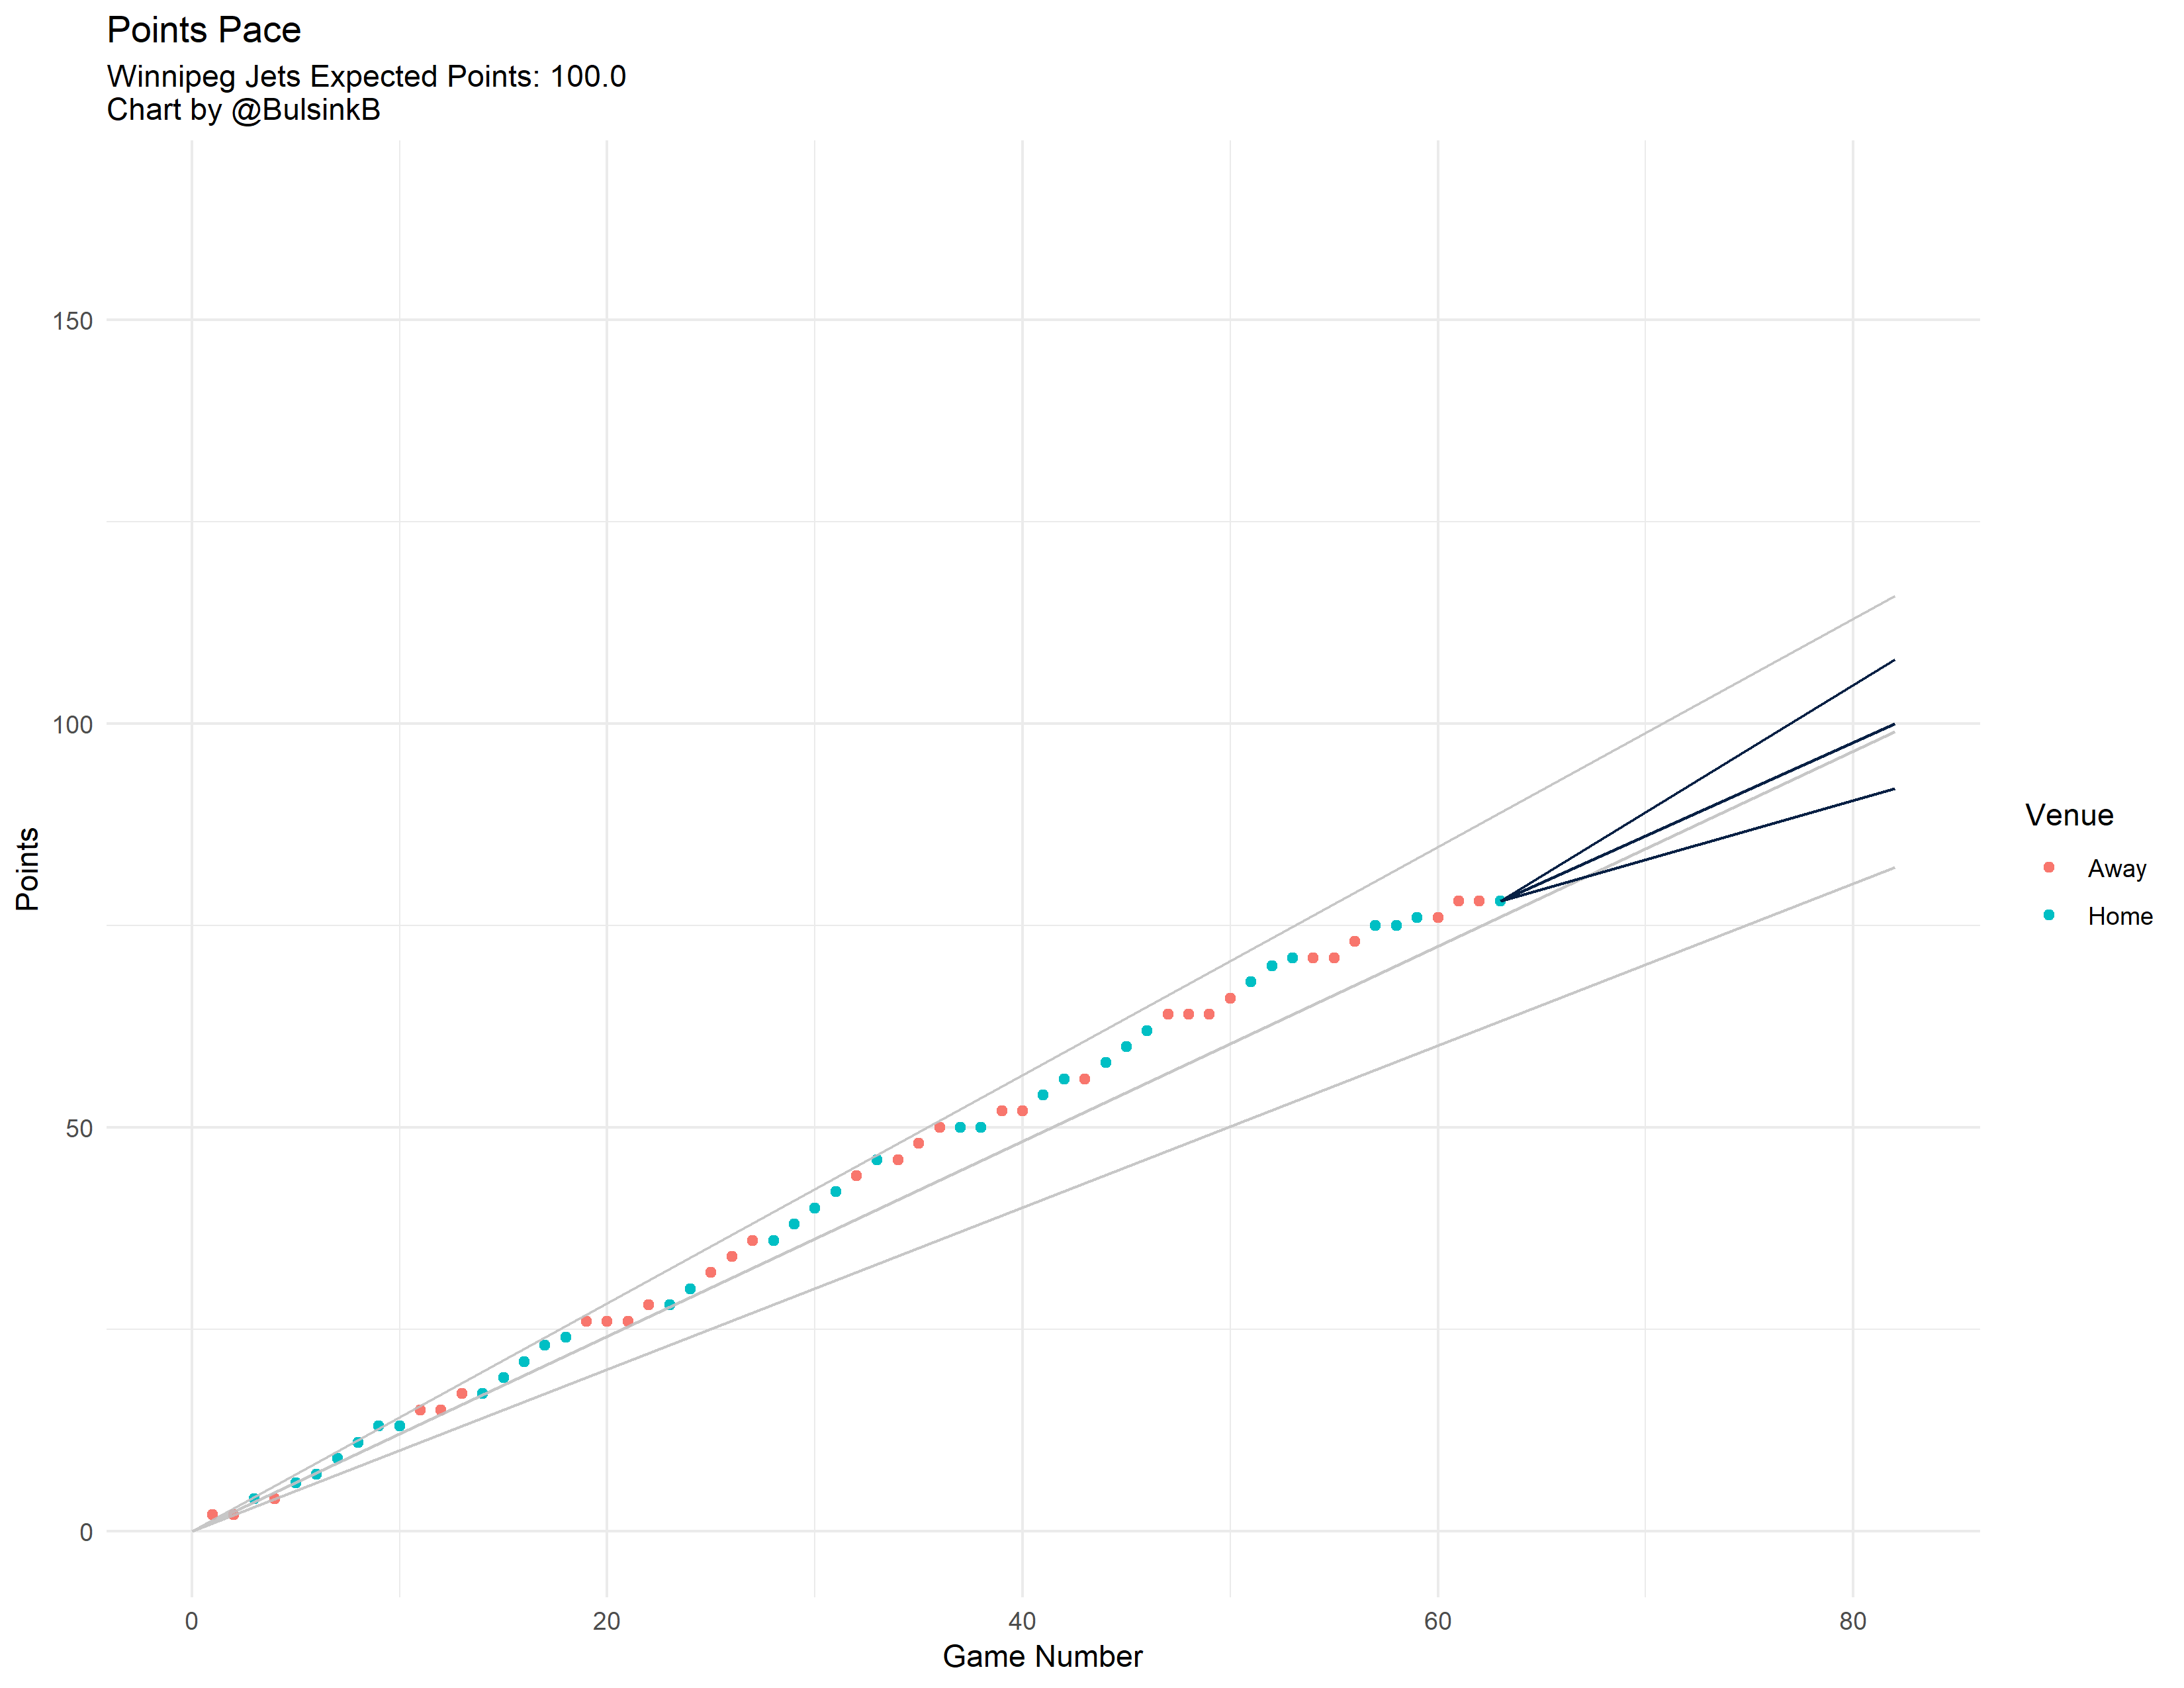 Points Pace
Winnipeg Jets Expected Points: 100.0
Chart by @BulsinkB
150
100
50
0
Points
0 20 40 60 80
Game Number
Venue
Away
Home